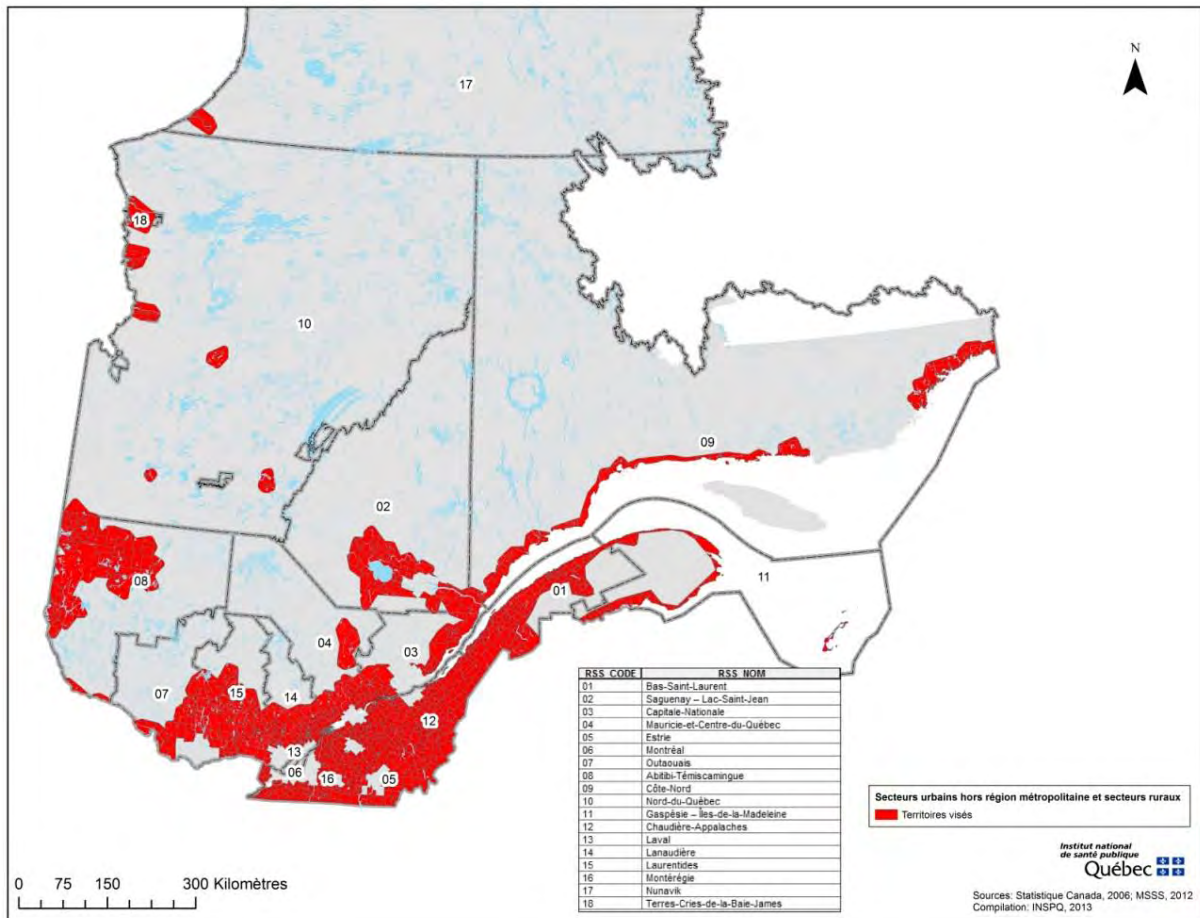 N
17
18
10
09
02
08
01
11
04
03
07
15
14
12
13
06
16
05
RSS_CODE RSS_NOM
01 Bas-Saint-Laurent
02 Saguenay – Lac-Saint-Jean
03 Capitale-Nationale
04 Mauricie-et-Centre-du-Québec
05 Estrie
06 Montréal
07 Outaouais
08 Abitibi-Témiscamingue
09 Côte-Nord
10 Nord-du-Québec
11 Gaspésie – Îles-de-la-Madeleine
12 Chaudière-Appalaches
13 Laval
14 Lanaudière
15 Laurentides
16 Montérégie
17 Nunavik
18 Terres-Cries-de-la-Baie-James
Secteurs urbains hors région métropolitaine et secteurs ruraux
Territoires visés
Institut national
de santé publique
Québec
0 75 150 300 Kilomètres
Sources: Statistique Canada, 2006; MSSS, 2012
Compilation: INSPQ, 2013